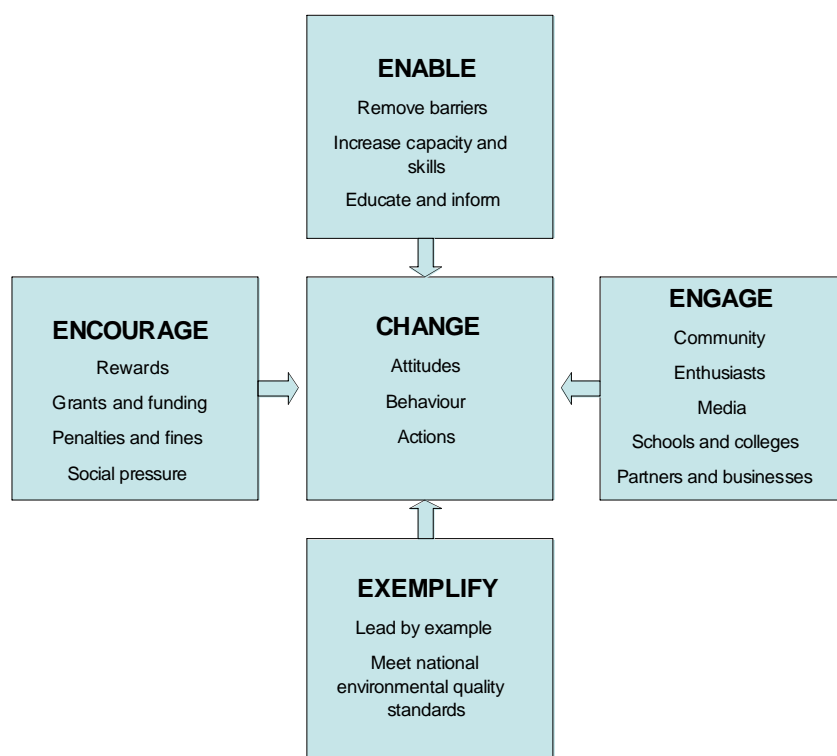 ENABLE
Remove barriers
Increase capacity and
skills
Educate and inform
ENCOURAGE
Rewards
Grants and funding
Penalties and fines
Social pressure
CHANGE
Attitudes
Behaviour
Actions
ENGAGE
Community
Enthusiasts
Media
Schools and colleges
Partners and businesses
EXEMPLIFY
Lead by example
Meet national
environmental quality
standards